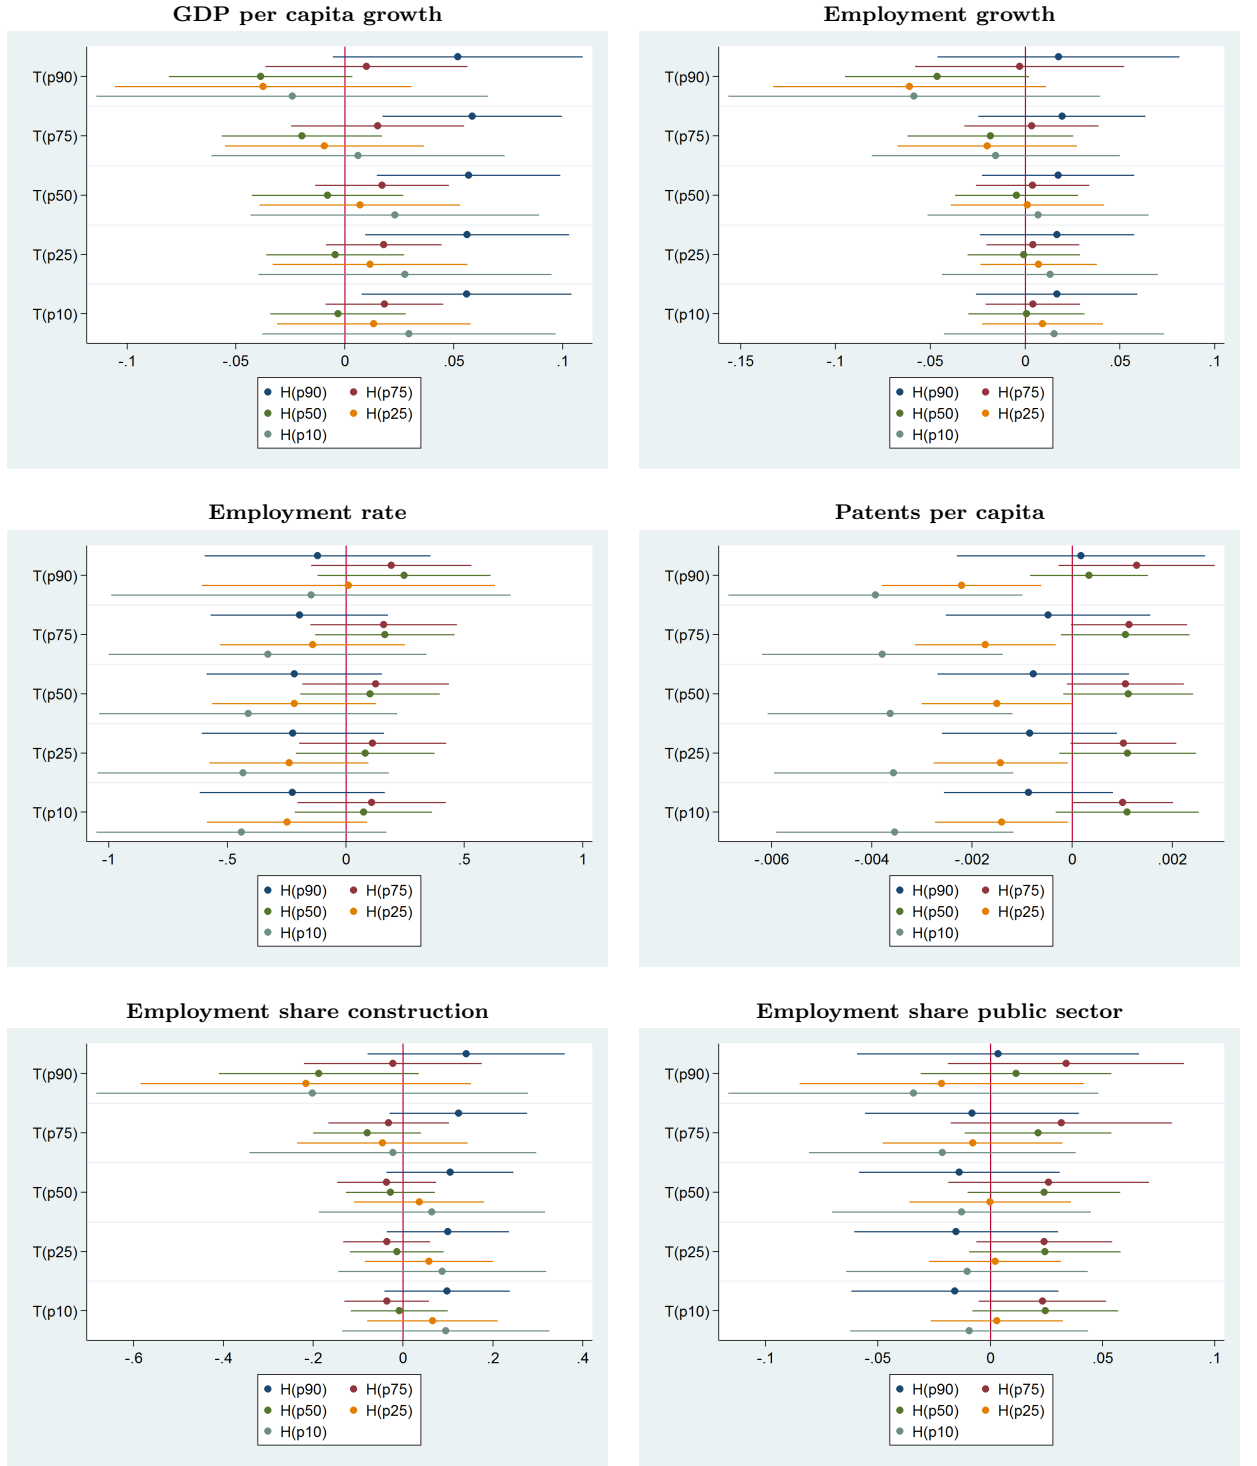 GDP per capita growth
T(p90)
T(p75)
T(p50)
T(p25)
T(p10)
-.1 -.05 0 .05 .1
H(p90) H(p75)
H(p50) H(p25)
H(p10)
Employment growth
T(p90)
T(p75)
T(p50)
T(p25)
T(p10)
-.15 -.1 -.05 0 .05 .1
H(p90) H(p75)
H(p50) H(p25)
H(p10)
Employment rate
T(p90)
T(p75)
T(p50)
T(p25)
T(p10)
-1 -.5 0 .5 1
H(p90) H(p75)
H(p50) H(p25)
H(p10)
Patents per capita
T(p90)
T(p75)
T(p50)
T(p25)
T(p10)
-.006 -.004 -.002 0 .002
H(p90) H(p75)
H(p50) H(p25)
H(p10)
Employment share construction
T(p90)
T(p75)
T(p50)
T(p25)
T(p10)
-.6 -.4 -.2 0 .2 .4
H(p90) H(p75)
H(p50) H(p25)
H(p10)
Employment share public sector
T(p90)
T(p75)
T(p50)
T(p25)
T(p10)
-.1 -.05 0 .05 .1
H(p90) H(p75)
H(p50) H(p25)
H(p10)